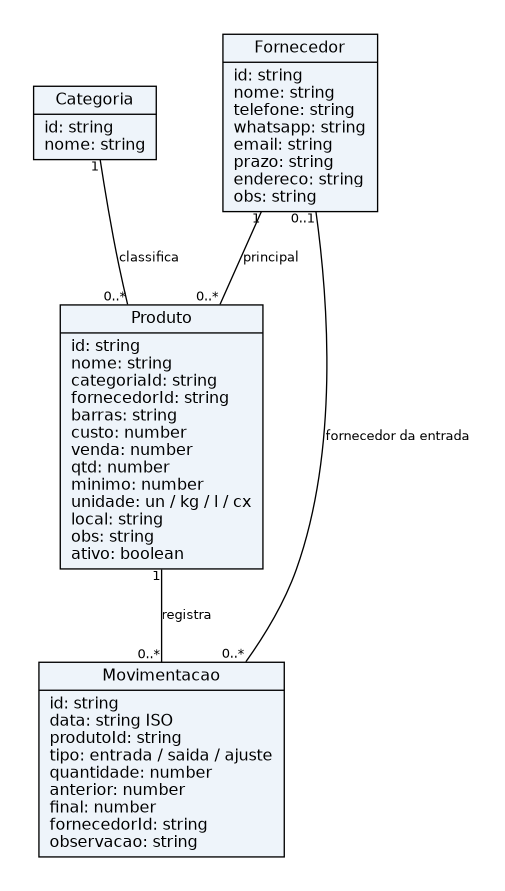 Fornecedor
id: string
nome: string
telefone: string
whatsapp: string
email: string
prazo: string
endereco: string
obs: string
Categoria
id: string
nome: string
1
1
0..1
classifica
principal
0..*
0..*
Produto
id: string
nome: string
categoriaId: string
fornecedorId: string
barras: string
custo: number
venda: number
qtd: number
minimo: number
unidade: un / kg / l / cx
local: string
obs: string
ativo: boolean
fornecedor da entrada
1
registra
0..*
0..*
Movimentacao
id: string
data: string ISO
produtoId: string
tipo: entrada / saida / ajuste
quantidade: number
anterior: number
final: number
fornecedorId: string
observacao: string